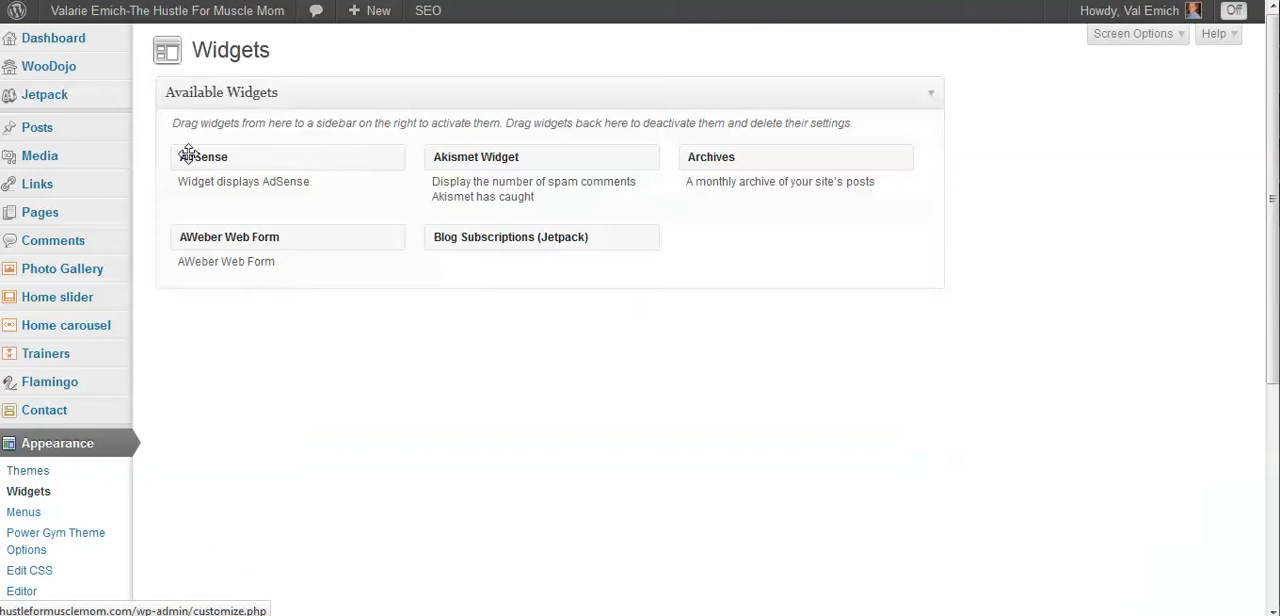 Valarie Emich-The Hustle For Muscle Mom
New
SEO
Howdy, Val Emich
Off
Dashboard
WooDojo
Jetpack
Posts
Media
Links
Pages
Comments
Photo Gallery
Home slider
Home carousel
Trainers
Flamingo
Contact
Appearance
Themes
Widgets
Menus
Power Gym Theme
Options
Edit CSS
Editor
Widgets
Screen Options
Help
Available Widgets
Drag widgets from here to a sidebar on the right to activate them. Drag widgets back here to deactivate them and delete their settings.
AdSense
Widget displays AdSense
Akismet Widget
Display the number of spam comments
Akismet has caught
Archives
A monthly archive of your site's posts
AWeber Web Form
AWeber Web Form
Blog Subscriptions (Jetpack)
hustleformusclemom.com/wp-admin/customize.php